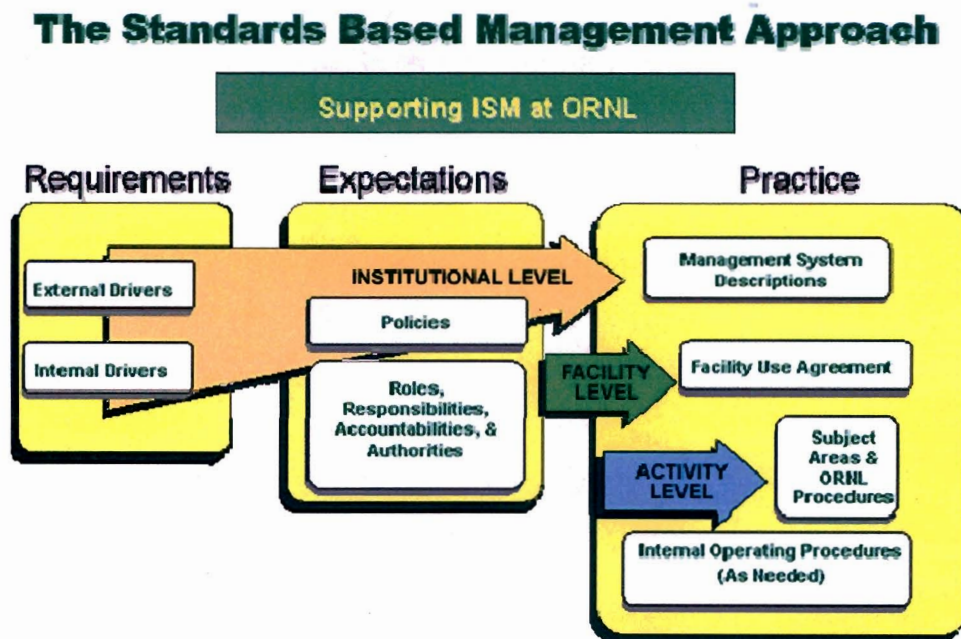 The Standards Based Management Approach
Supporting ISM at ORNL
Requirements
External Drivers
Internal Drivers
Expectations
INSTITUTIONAL LEVEL
Policies
Roles,
Responsibilities,
Accountabilities, &
Authorities
FACILITY
LEVEL
Practice
Management System
Descriptions
Facility Use Agreement
ACTIVITY
LEVEL
Subject
Areas &
ORNL
Procedures
Internal Operating Procedures
(As Needed)